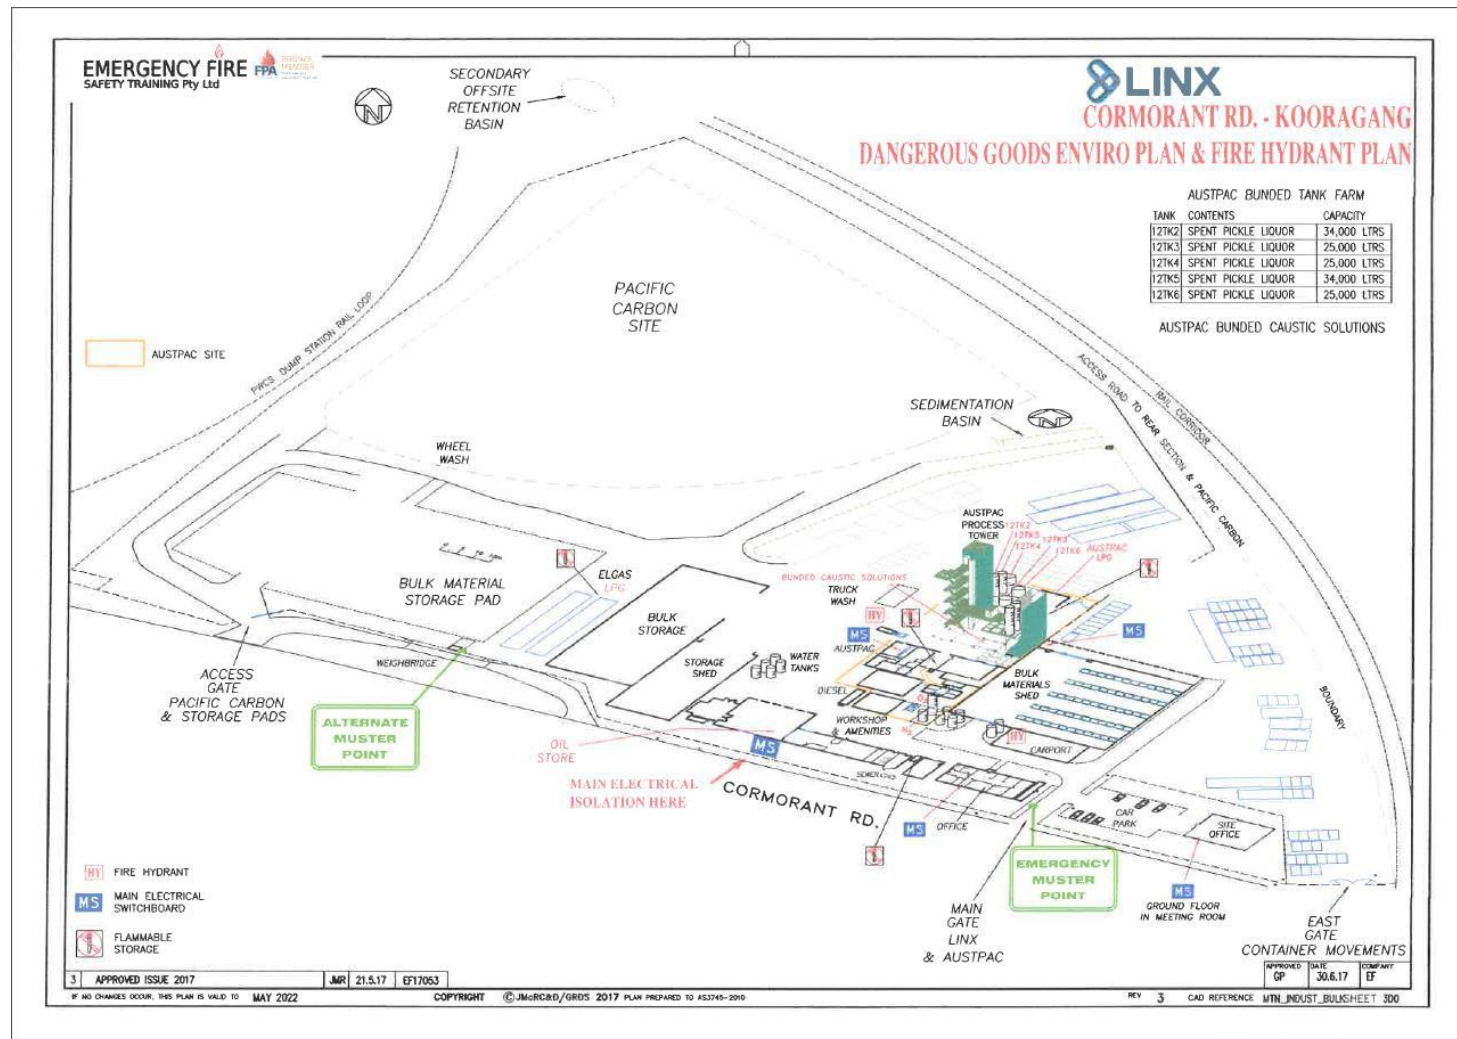 EMERGENCY FIRE
SAFETY TRAINING Pty Ltd
FPA
N
SECONDARY
OFFSITE
RETENTION
BASIN
LINX
CORMORANT RD. - KOORAGANG
DANGEROUS GOODS ENVIRO PLAN & FIRE HYDRANT PLAN
AUSTPAC BUNDED TANK FARM
TANK CONTENTS CAPACITY
12TK2 SPENT PICKLE LIQUOR 34,000 LTRS
12TK3 SPENT PICKLE LIQUOR 25,000 LTRS
12TK4 SPENT PICKLE LIQUOR 25,000 LTRS
12TK5 SPENT PICKLE LIQUOR 34,000 LTRS
12TK6 SPENT PICKLE LIQUOR 25,000 LTRS
AUSTPAC BUNDED CAUSTIC SOLUTIONS
PACIFIC
CARBON
SITE
PWCS DUMP STATION RAIL LOOP
AUSTPAC SITE
ACCESS ROAD TO REAR SECTION & PACIFIC CARBON
RAIL CORRIDOR
SEDIMENTATION
BASIN
N
WHEEL
WASH
AUSTPAC
PROCESS
TOWER
12TK2
12TK5
12TK4
12TK3
12TK6
AUSTPAC
LPG
ELGAS
LPG
BULK MATERIAL
STORAGE PAD
BUNDED CAUSTIC SOLUTIONS
TRUCK
WASH
HY
BULK
STORAGE
MS
AUSTPAC
MS
WEIGHBRIDGE
STORAGE
SHED
WATER
TANKS
BULK
MATERIALS
SHED
ACCESS
GATE
PACIFIC CARBON
& STORAGE PADS
DIESEL
BOUNDARY
ALTERNATE
MUSTER
POINT
WORKSHOP
& AMENITIES
N2
HY
CARPORT
OIL
STORE
MS
MAIN ELECTRICAL
ISOLATION HERE
CORMORANT RD.
MS
OFFICE
CAR
PARK
SITE
OFFICE
EMERGENCY
MUSTER
POINT
MS
GROUND FLOOR
IN MEETING ROOM
MAIN
GATE
LINX
& AUSTPAC
EAST
GATE
CONTAINER MOVEMENTS
HY FIRE HYDRANT
MS MAIN ELECTRICAL
SWITCHBOARD
FLAMMABLE
STORAGE
3 APPROVED ISSUE 2017 JMR 21.5.17 EF17053
APPROVED DATE COMPANY
GP 30.6.17 EF
IF NO CHANGES OCCUR, THIS PLAN IS VALID TO MAY 2022
COPYRIGHT © JMcRC&D/GRDS 2017 PLAN PREPARED TO AS3745-2010
REV 3 CAD REFERENCE MTN_INDUST_BULKSHEET 3D0